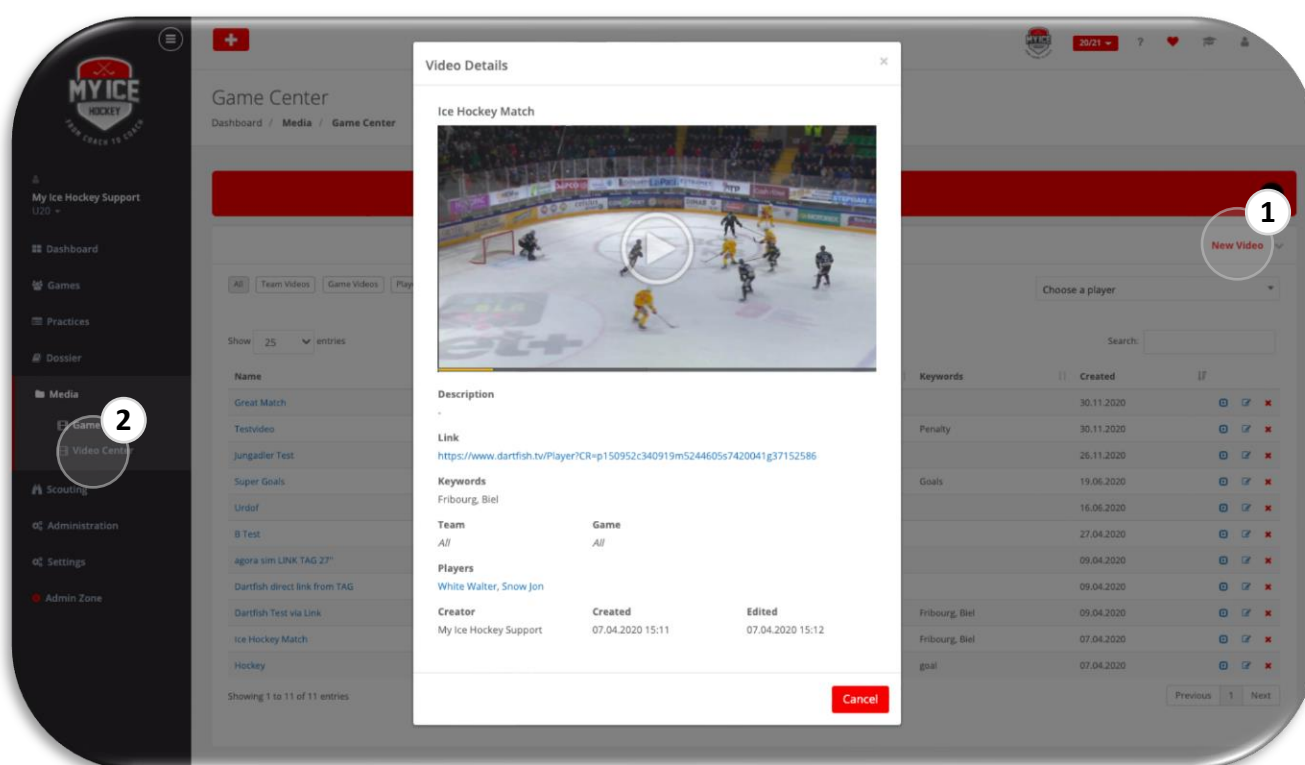 MY ICE
HOCKEY
FROM COACH TO COACH
My Ice Hockey Support
U20
Dashboard
Games
Practices
Dossier
Media
Game
2
Video Center
Scouting
Administration
Settings
Admin Zone
20/21
?
Game Center
Dashboard / Media / Game Center
1
New Video
All Team Videos Game Videos Play
Choose a player
Show 25 entries
Search:
Name Keywords Created
Great Match 30.11.2020
Testvideo Penalty 30.11.2020
Jungadler Test 26.11.2020
Super Goals Goals 19.06.2020
Urdof 16.06.2020
B Test 27.04.2020
agora sim LINK TAG 27" 09.04.2020
Dartfish direct link from TAG 09.04.2020
Dartfish Test via Link Fribourg, Biel 09.04.2020
Ice Hockey Match Fribourg, Biel 07.04.2020
Hockey goal 07.04.2020
Showing 1 to 11 of 11 entries
Previous 1 Next
Video Details ×
Ice Hockey Match
Description
-
Link
https://www.dartfish.tv/Player?CR=p150952c340919m5244605s7420041g37152586
Keywords
Fribourg, Biel
Team Game
All All
Players
White Walter, Snow Jon
Creator Created Edited
My Ice Hockey Support 07.04.2020 15:11 07.04.2020 15:12
Cancel